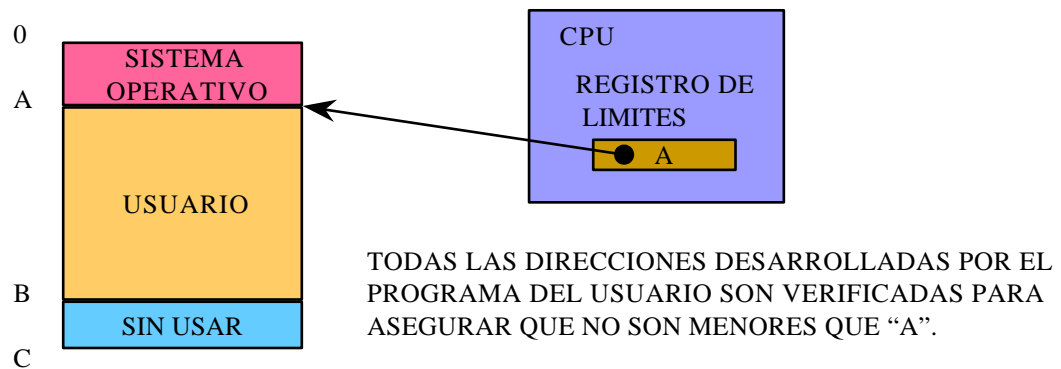 0
SISTEMA
OPERATIVO
A
USUARIO
B
SIN USAR
C
CPU
REGISTRO DE
LIMITES
A
TODAS LAS DIRECCIONES DESARROLLADAS POR EL
PROGRAMA DEL USUARIO SON VERIFICADAS PARA
ASEGURAR QUE NO SON MENORES QUE “A”.